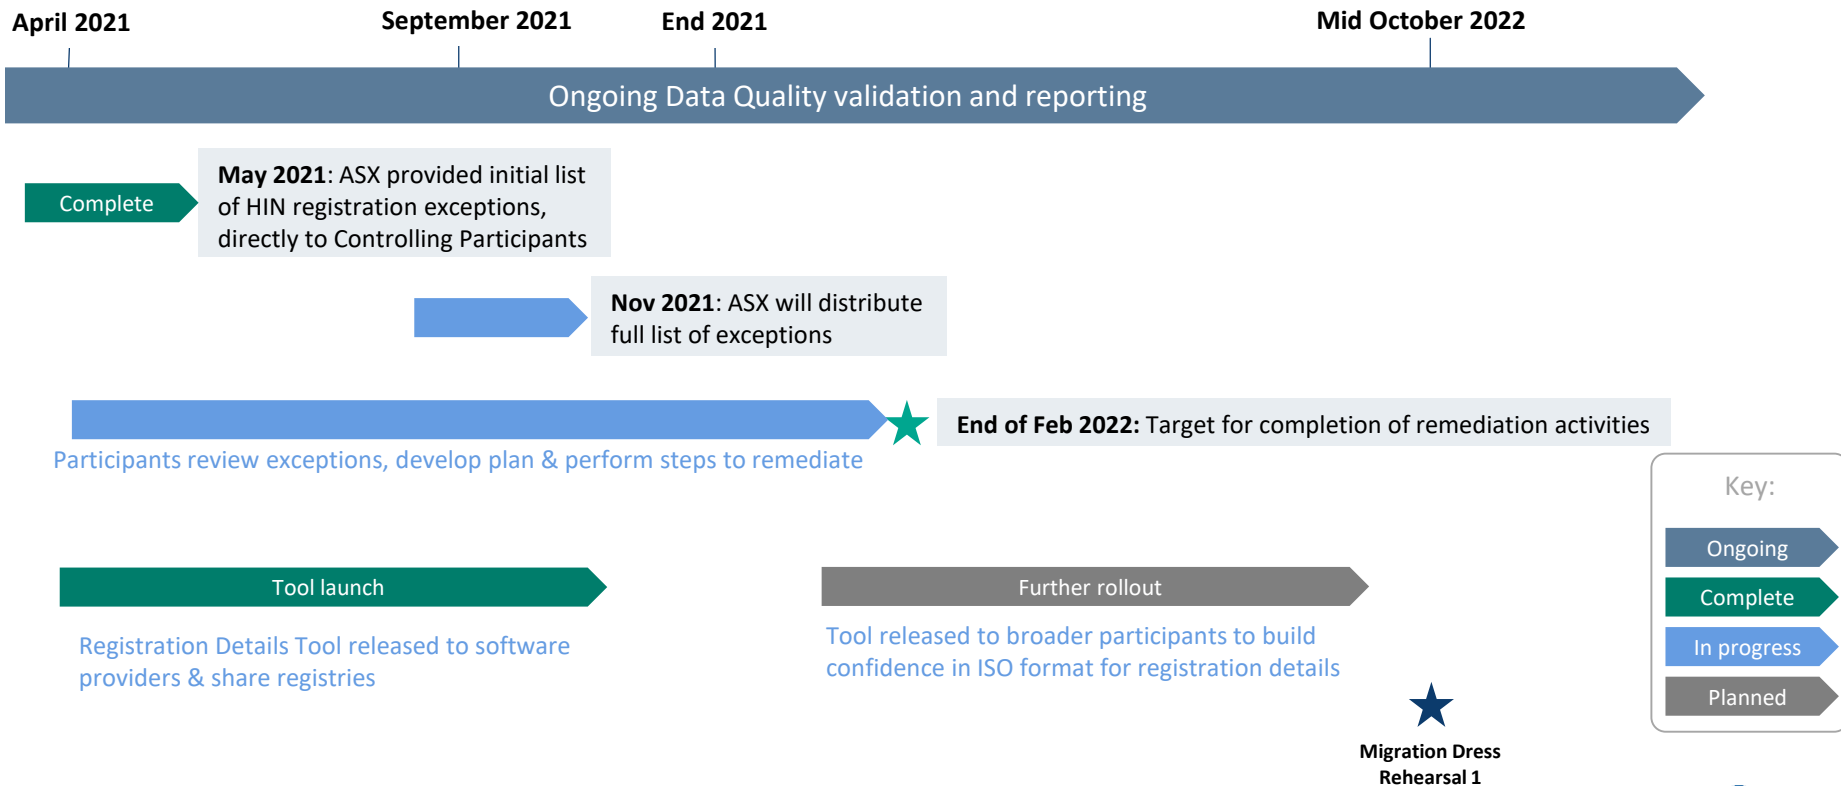 April 2021
September 2021
End 2021
Mid October 2022
Ongoing Data Quality validation and reporting
Complete
May 2021: ASX provided initial list
of HIN registration exceptions,
directly to Controlling Participants
Nov 2021: ASX will distribute
full list of exceptions
End of Feb 2022: Target for completion of remediation activities
Participants review exceptions, develop plan & perform steps to remediate
Key:
Ongoing
Complete
In progress
Planned
Tool launch
Registration Details Tool released to software
providers & share registries
Further rollout
Tool released to broader participants to build
confidence in ISO format for registration details
Migration Dress
Rehearsal 1